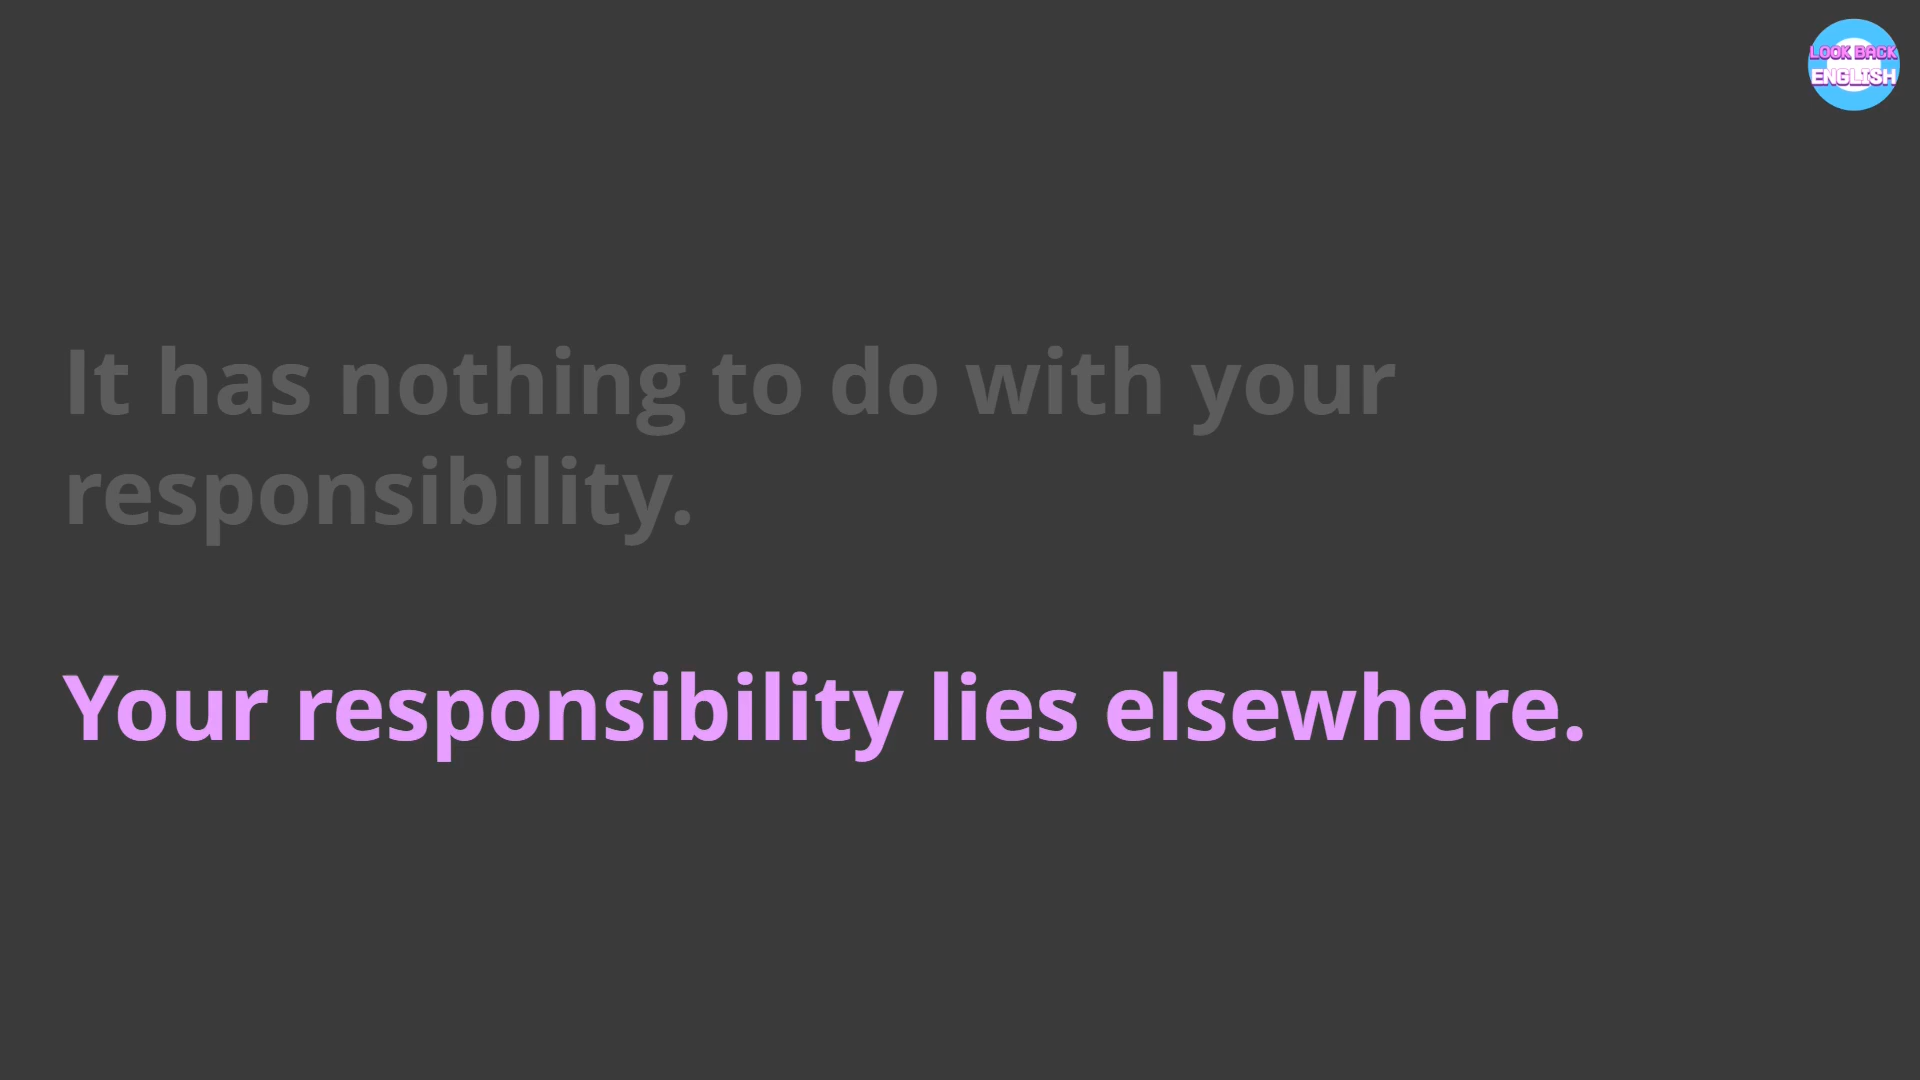 LOOK BACK
ENGLISH
It has nothing to do with your
responsibility.
Your responsibility lies elsewhere.